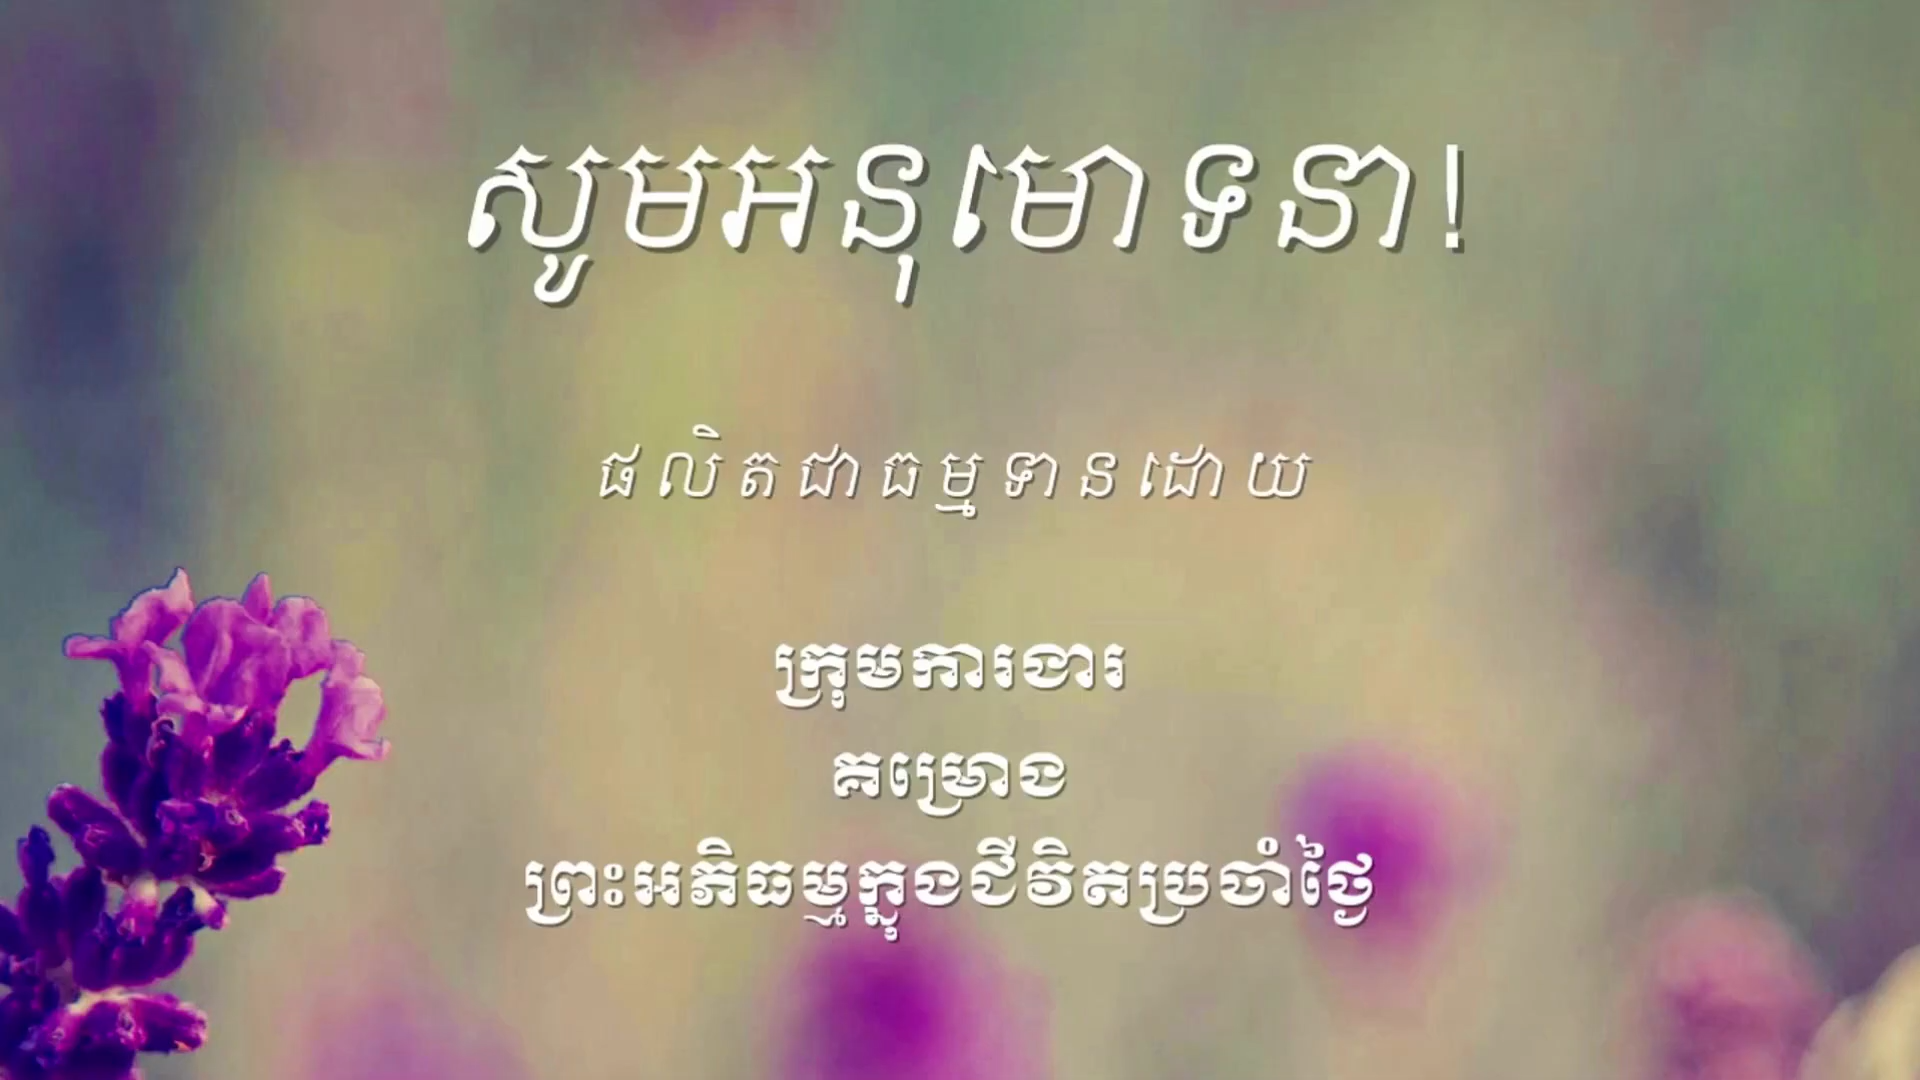 សូមអនុមោទនា!
ផលិតជាធម្មទានដោយ
ក្រុមការងារ
គម្រោង
ព្រះអភិធម្មក្នុងជីវិតប្រចាំថ្ងៃ